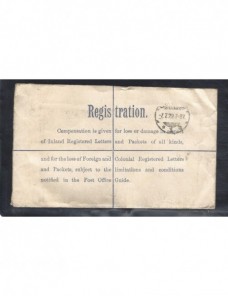 Registration.
Compensation is given for loss or damage
of Inland Registered Letters and Packets of all kinds,
and for the loss of Foreign and Colonial Registered Letters
and Packets, subject to the limitations and conditions
entitled to the Post Office Guide.